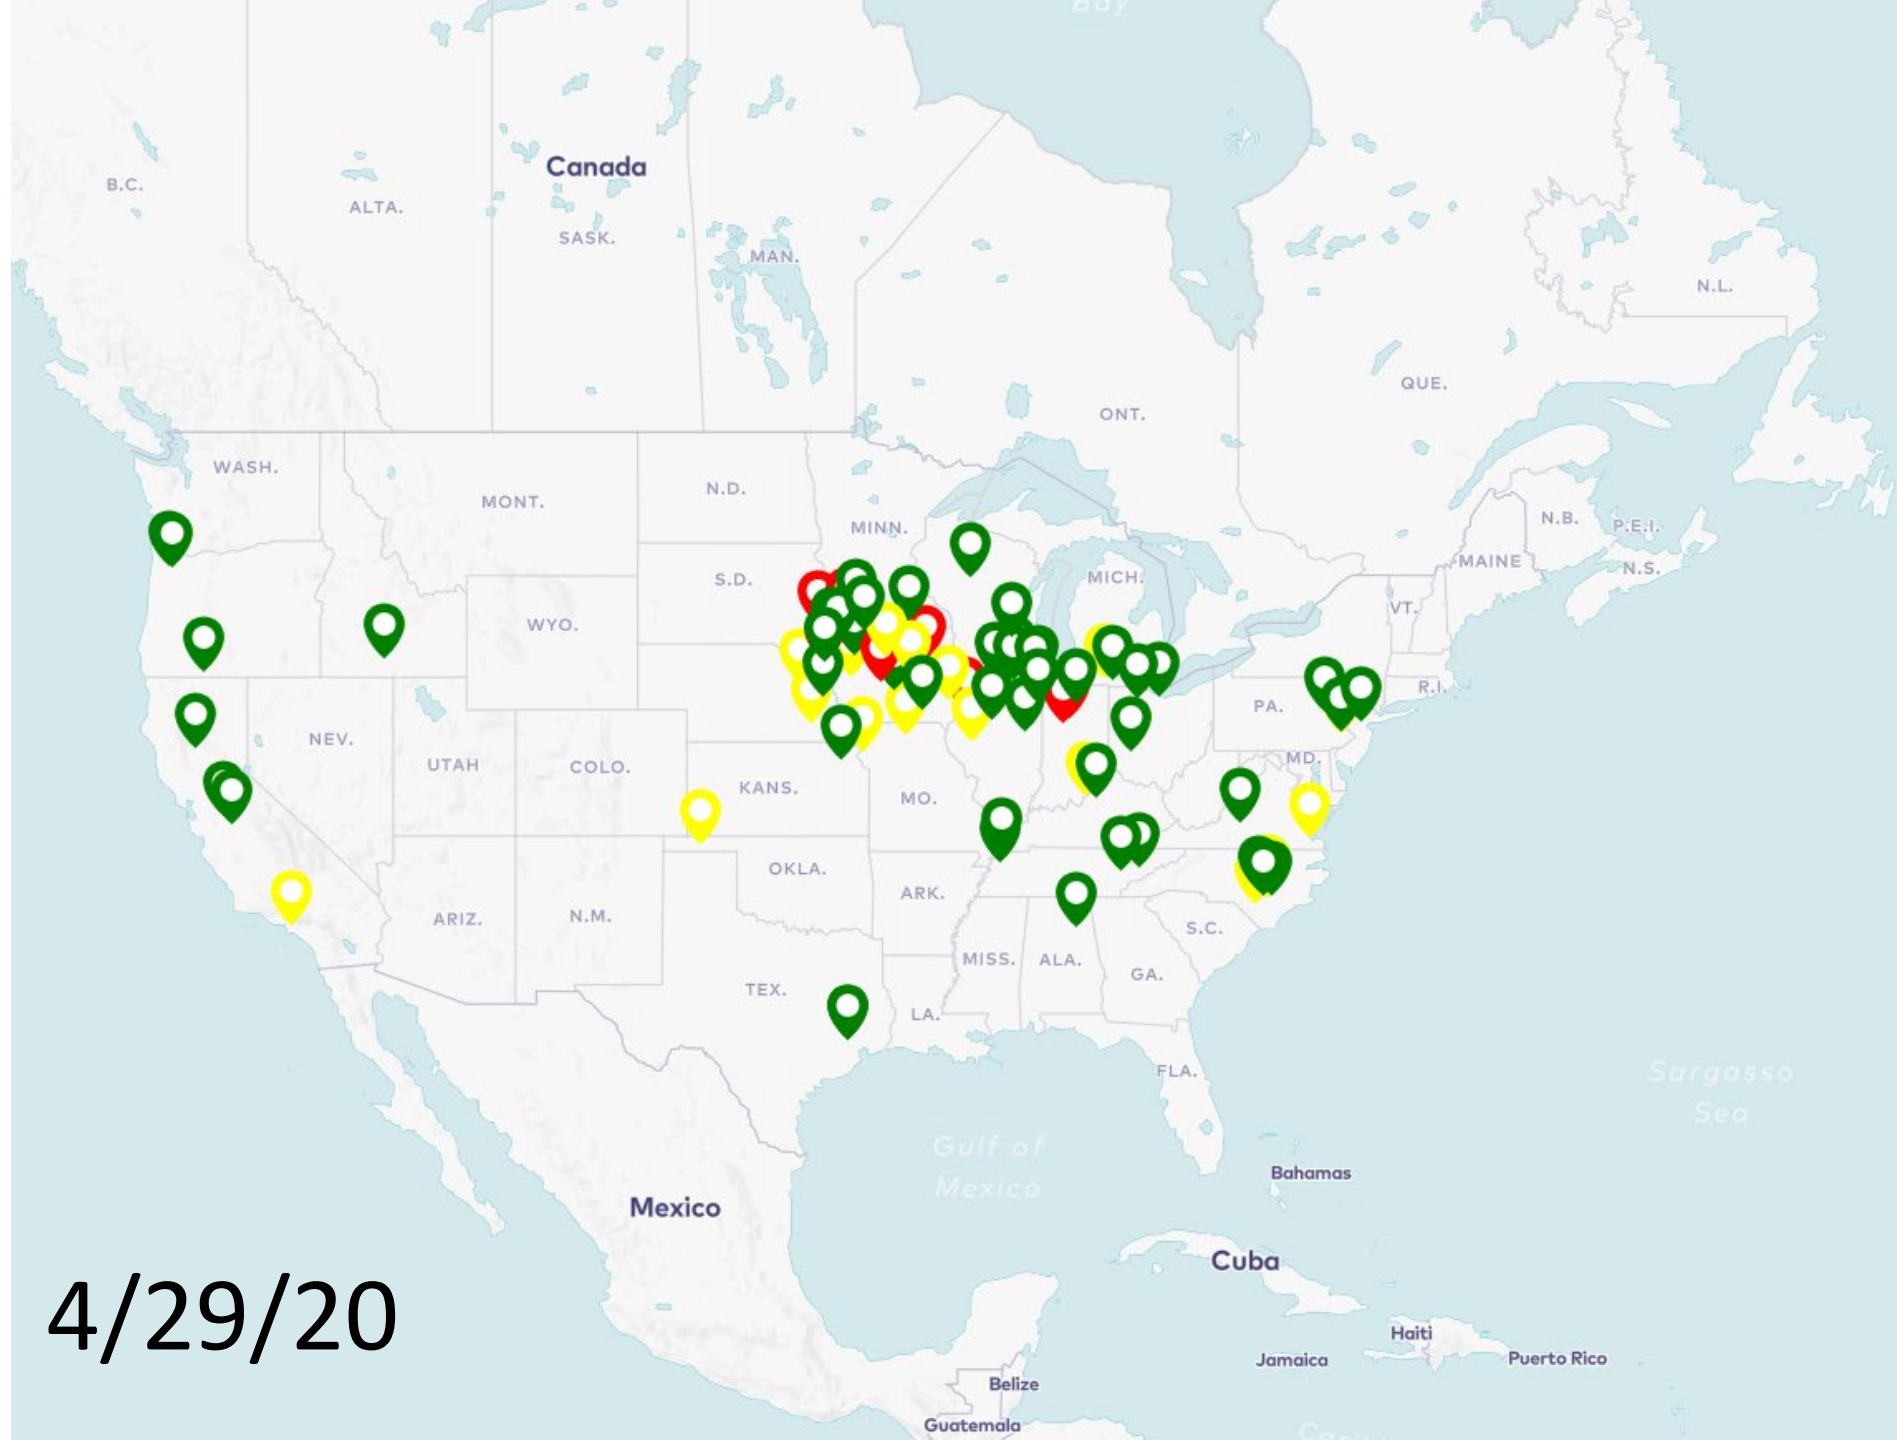 Bay
Canada
B.C.
ALTA.
SASK.
MAN.
N.L.
QUE.
ONT.
WASH.
MONT.
N.D.
MINN.
N.B.
P.E.I.
MAINE
N.S.
S.D.
MICH.
VT.
WYO.
R.I.
PA.
NEV.
UTAH
COLO.
KANS.
MO.
MD.
OKLA.
ARK.
ARIZ.
N.M.
S.C.
MISS.
ALA.
GA.
TEX.
LA.
FLA.
Sargasso
Sea
Gulf of
Mexico
Bahamas
Mexico
Cuba
4/29/20
Haiti
Jamaica
Puerto Rico
Belize
Guatemala